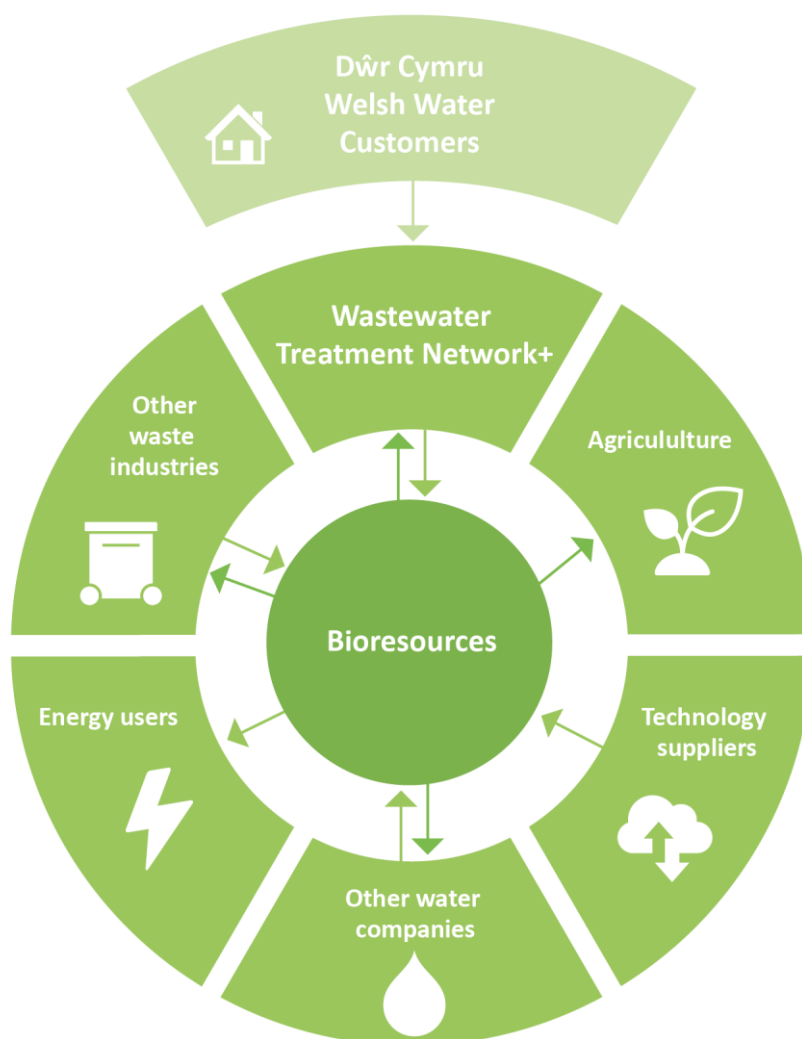 Dŵr Cymru
Welsh Water
Customers
Wastewater
Treatment Network+
Other
waste
industries
Agricululture
Bioresources
Energy users
Technology
suppliers
Other water
companies